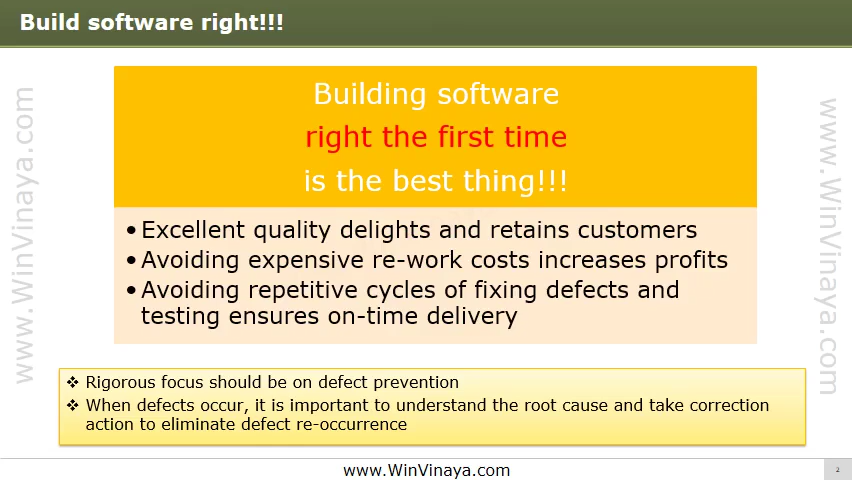 Build software right!!!
www.WinVinaya.com
www.WinVinaya.com
Building software
right the first time
is the best thing!!!
•Excellent quality delights and retains customers
•Avoiding expensive re-work costs increases profits
•Avoiding repetitive cycles of fixing defects and
testing ensures on-time delivery
❖ Rigorous focus should be on defect prevention
❖ When defects occur, it is important to understand the root cause and take correction
action to eliminate defect re-occurrence
www.WinVinaya.com
2